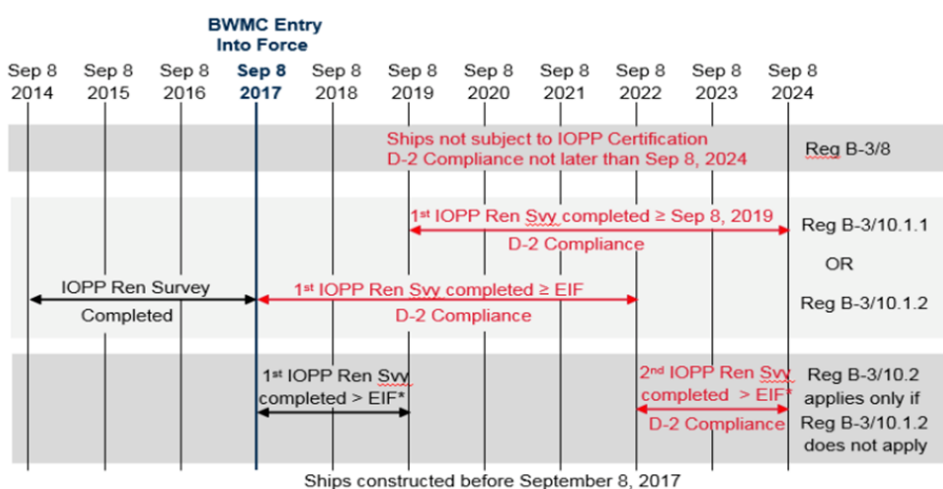 BWMC Entry
Into Force
Sep 8 Sep 8 Sep 8 Sep 8 Sep 8 Sep 8 Sep 8 Sep 8 Sep 8 Sep 8 Sep 8
2014 2015 2016 2017 2018 2019 2020 2021 2022 2023 2024
Ships not subject to IOPP Certification
D-2 Compliance not later than Sep 8, 2024
Reg B-3/8
1st IOPP Ren Svy completed ≥ Sep 8, 2019
D-2 Compliance
Reg B-3/10.1.1
OR
Reg B-3/10.1.2
IOPP Ren Survey
Completed
1st IOPP Ren Svy completed ≥ EIF
D-2 Compliance
1st IOPP Ren Svy
completed > EIF*
2nd IOPP Ren Svy
completed > EIF*
D-2 Compliance
Reg B-3/10.2
applies only if
Reg B-3/10.1.2
does not apply
Ships constructed before September 8, 2017